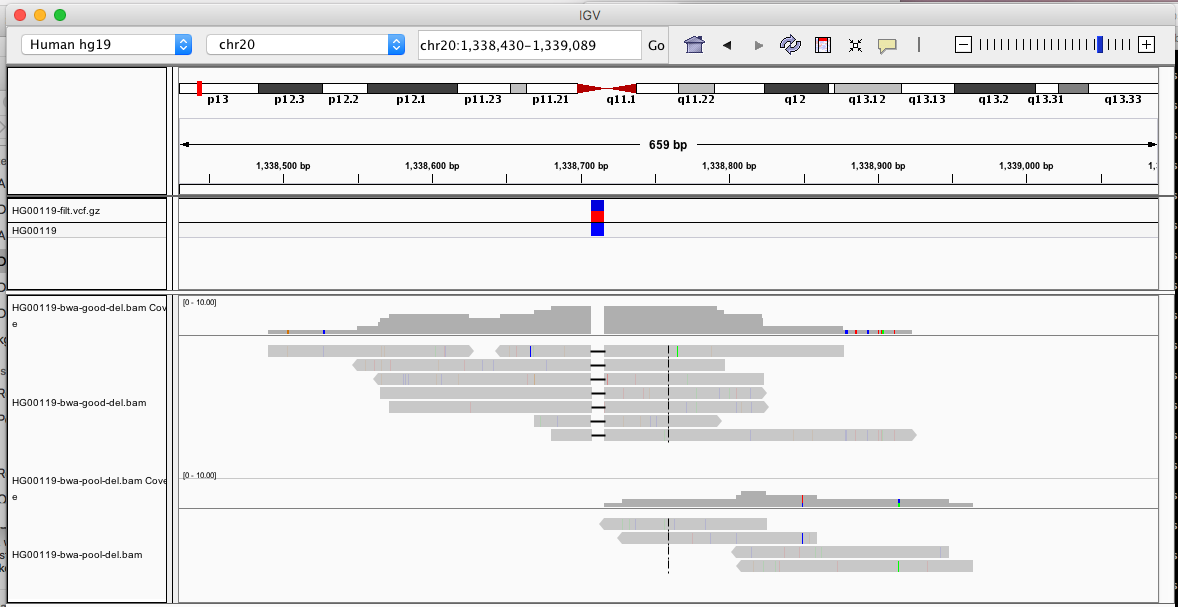 IGV
Human hg19 chr20 chr20:1,338,430-1,339,089 Go
p13 p12.3 p12.2 p12.1 p11.23 p11.21 q11.1 q11.22 q12 q13.12 q13.13 q13.2 q13.31 q13.33
659 bp
1,338,500 bp 1,338,600 bp 1,338,700 bp 1,338,800 bp 1,338,900 bp 1,339,000 bp 1,:
HG00119-filt.vcf.gz
HG00119
[0 - 10.00]
HG00119-bwa-good-del.bam Cov
e
HG00119-bwa-good-del.bam
[0 - 10.00]
HG00119-bwa-pool-del.bam Cove
e
HG00119-bwa-pool-del.bam